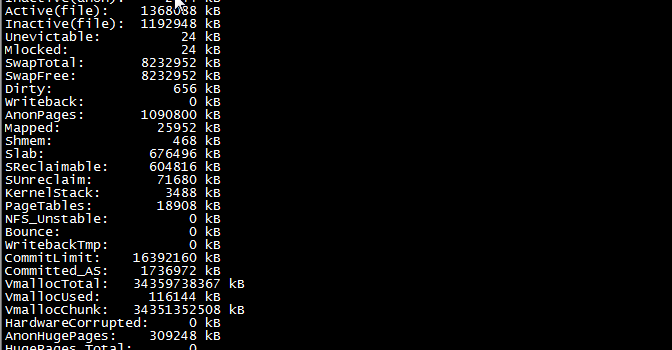 Active(file): 1368088 kB
Inactive(file): 1192948 kB
Unevictable: 24 kB
Mlocked: 24 kB
SwapTotal: 8232952 kB
SwapFree: 8232952 kB
Dirty: 656 kB
Writeback: 0 kB
AnonPages: 1090800 kB
Mapped: 25952 kB
Shmem: 468 kB
Slab: 676496 kB
SReclaimable: 604816 kB
SUnreclaim: 71680 kB
KernelStack: 3488 kB
PageTables: 18908 kB
NFS_Unstable: 0 kB
Bounce: 0 kB
WritebackTmp: 0 kB
CommitLimit: 16392160 kB
Committed_AS: 1736972 kB
VmallocTotal: 34359738367 kB
VmallocUsed: 116144 kB
VmallocChunk: 34351352508 kB
HardwareCorrupted: 0 kB
AnonHugePages: 309248 kB
HugePages_Total: 0